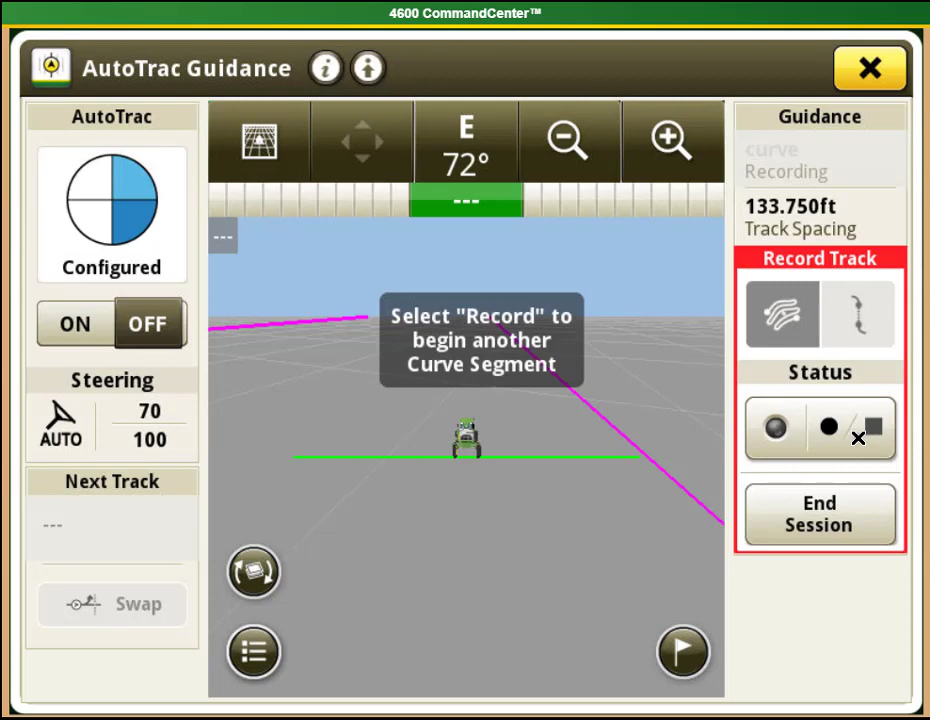 4600 CommandCenter™
AutoTrac Guidance
AutoTrac
Configured
ON
OFF
Steering
AUTO
70
100
Next Track
---
Swap
E
72°
---
---
Select "Record" to
begin another
Curve Segment
Guidance
curve
Recording
133.750ft
Track Spacing
Record Track
Status
End
Session